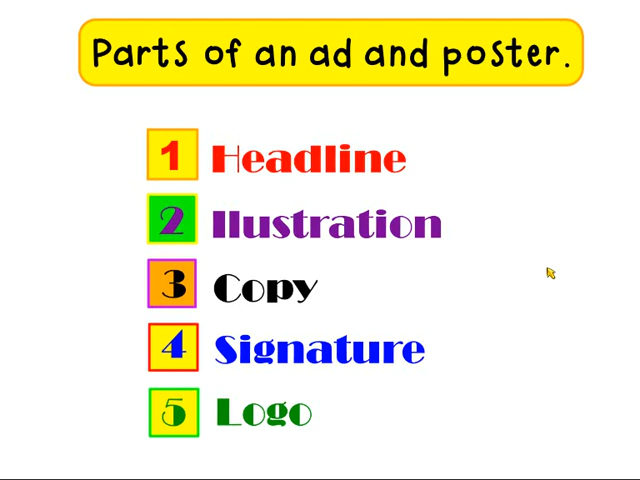 Parts of an ad and poster.
1 Headline
2 Ilustration
3 Copy
4 Signature
5 Logo